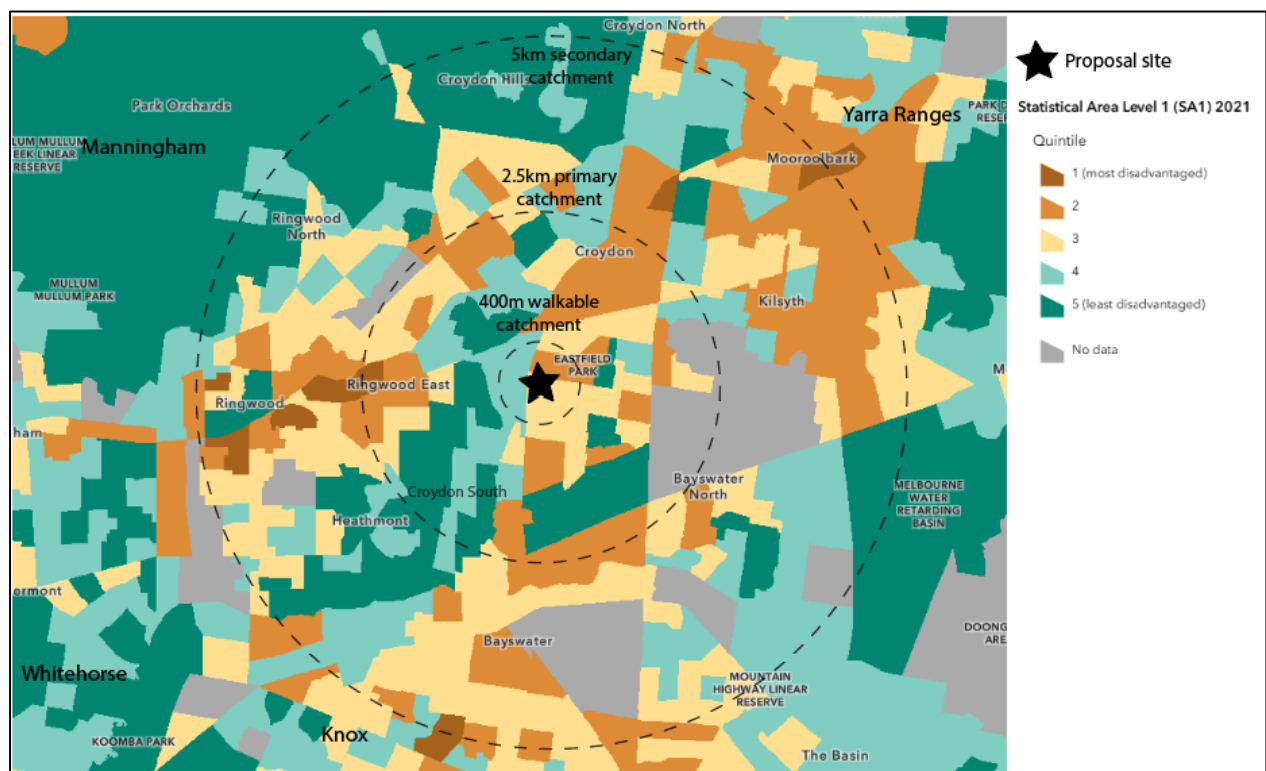 Croydon North
5km secondary
catchment
Croydon Hills
Park Orchards
Manningham
MULLUM
EEK LINEAR
RESERVE
Yarra Ranges
PARK D
RESER
Mooroolbark
2.5km primary
catchment
Ringwood
North
Croydon
MULLUM
MULLUM PARK
400m walkable
catchment
Kilsyth
EASTFIELD
PARK
Ringwood East
Ringwood
ham
Croydon South
Bayswater
North
MELBOURNE
WATER
RETARDING
BASIN
Heathmont
ermont
Bayswater
DOONG
ARE
Whitehorse
MOUNTAIN
HIGHWAY LINEAR
RESERVE
Knox
KOOMBA PARK
The Basin
Proposal site
Statistical Area Level 1 (SA1) 2021
Quintile
1 (most disadvantaged)
2
3
4
5 (least disadvantaged)
No data